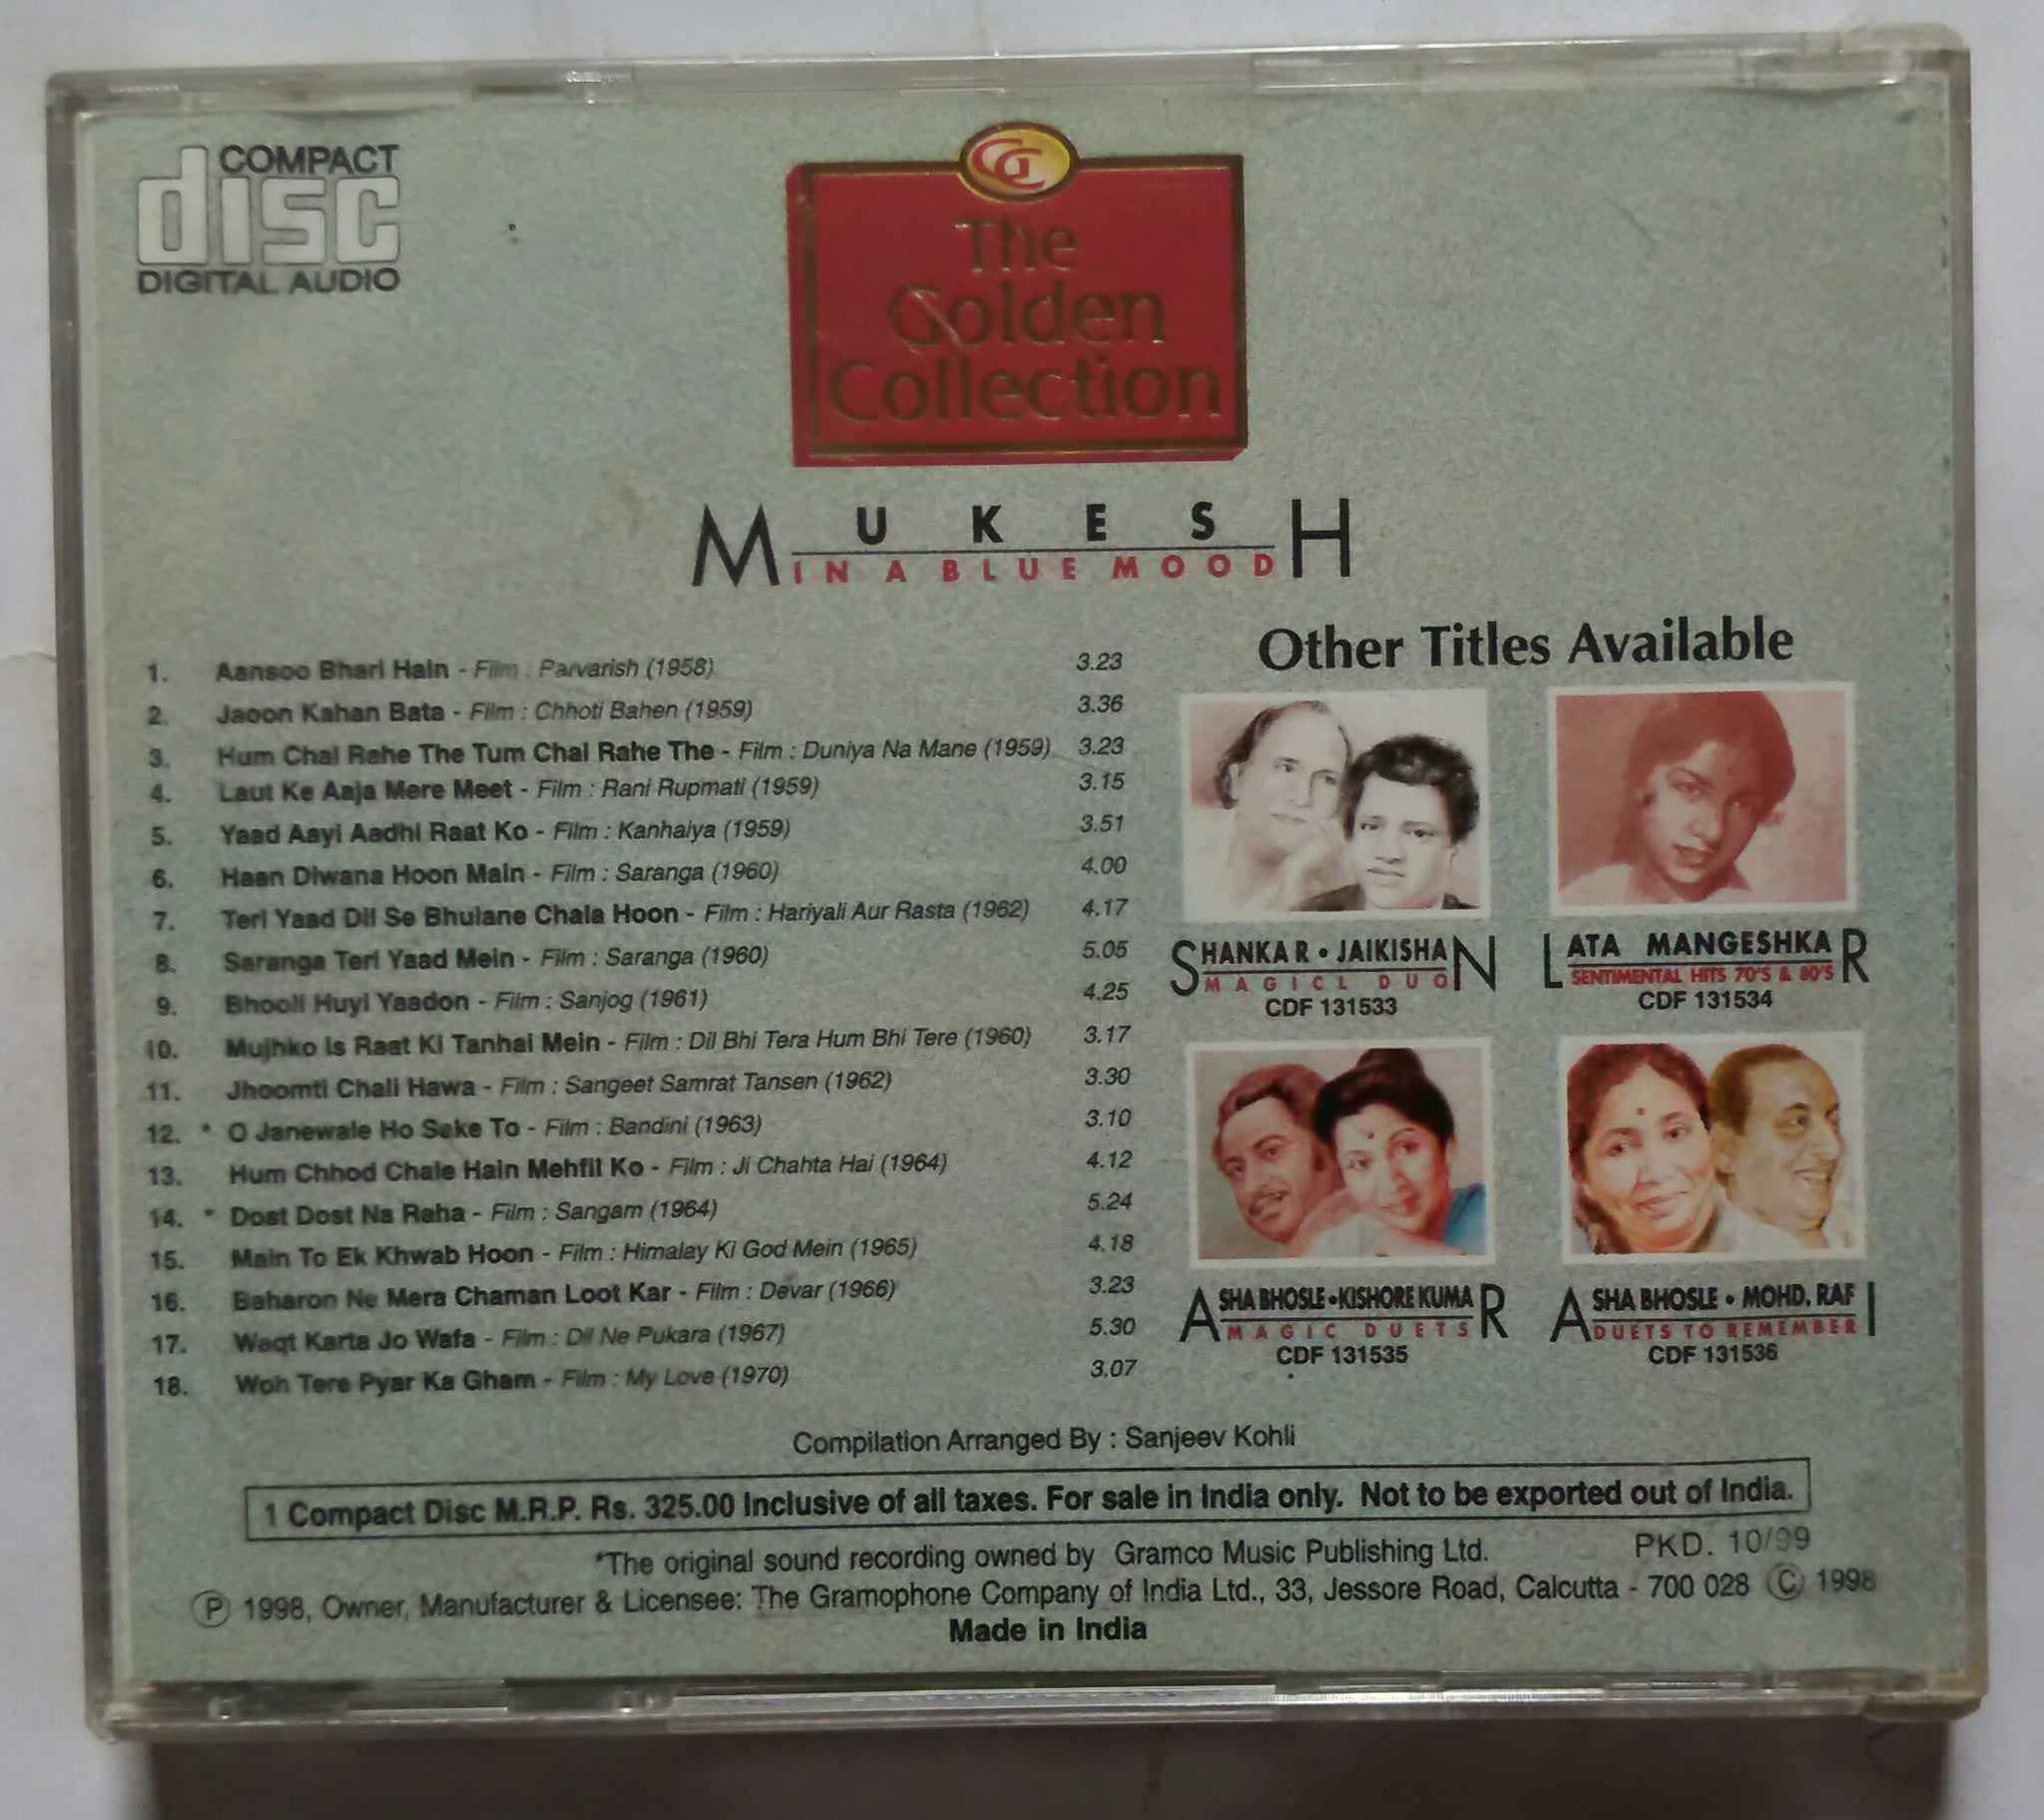 COMPACT
disc
DIGITAL AUDIO
GC
The
Golden
Collection
MUKESH
IN A BLUE MOOD
1. Aansoo Bhari Hain - Film : Parvarish (1958) 3.23
2. Jaoon Kahan Bata - Film : Chhoti Bahen (1959) 3.36
3. Hum Chal Rahe The Tum Chal Rahe The - Film : Duniya Na Mane (1959) 3.23
4. Laut Ke Aaja Mere Meet - Film : Rani Rupmati (1959) 3.15
5. Yaad Aayi Aadhi Raat Ko - Film : Kanhaiya (1959) 3.51
6. Haan Diwana Hoon Main - Film : Saranga (1960) 4.00
7. Teri Yaad Dil Se Bhulane Chala Hoon - Film : Hariyali Aur Rasta (1962) 4.17
8. Saranga Teri Yaad Mein - Film : Saranga (1960) 5.05
9. Bhooli Huyi Yaadon - Film : Sanjog (1961) 4.25
10. Mujhko Is Raat Ki Tanhai Mein - Film : Dil Bhi Tera Hum Bhi Tere (1960) 3.17
11. Jhoomti Chali Hawa - Film : Sangeet Samrat Tansen (1962) 3.30
12. * O Janewale Ho Sake To - Film : Bandini (1963) 3.10
13. Hum Chhod Chale Hain Mehfil Ko - Film : Ji Chahta Hai (1964) 4.12
14. * Dost Dost Na Raha - Film : Sangam (1964) 5.24
15. Main To Ek Khwab Hoon - Film : Himalay Ki God Mein (1965) 4.18
16. Baharon Ne Mera Chaman Loot Kar - Film : Devar (1966) 3.23
17. Waqt Karta Jo Wafa - Film : Dil Ne Pukara (1967) 5.30
18. Woh Tere Pyar Ka Gham - Film : My Love (1970) 3.07
Other Titles Available
SHANKAR • JAIKISHAN
MAGICL DUO
CDF 131533
LATA MANGESHKAR
SENTIMENTAL HITS 70'S & 80'S
CDF 131534
ASHA BHOSLE • KISHORE KUMAR
MAGIC DUETS
CDF 131535
ASHA BHOSLE • MOHD. RAFI
DUETS TO REMEMBER
CDF 131536
Compilation Arranged By : Sanjeev Kohli
1 Compact Disc M.R.P. Rs. 325.00 Inclusive of all taxes. For sale in India only. Not to be exported out of India.
*The original sound recording owned by Gramco Music Publishing Ltd. PKD. 10/99
Ⓟ 1998, Owner, Manufacturer & Licensee: The Gramophone Company of India Ltd., 33, Jessore Road, Calcutta - 700 028 © 1998
Made in India